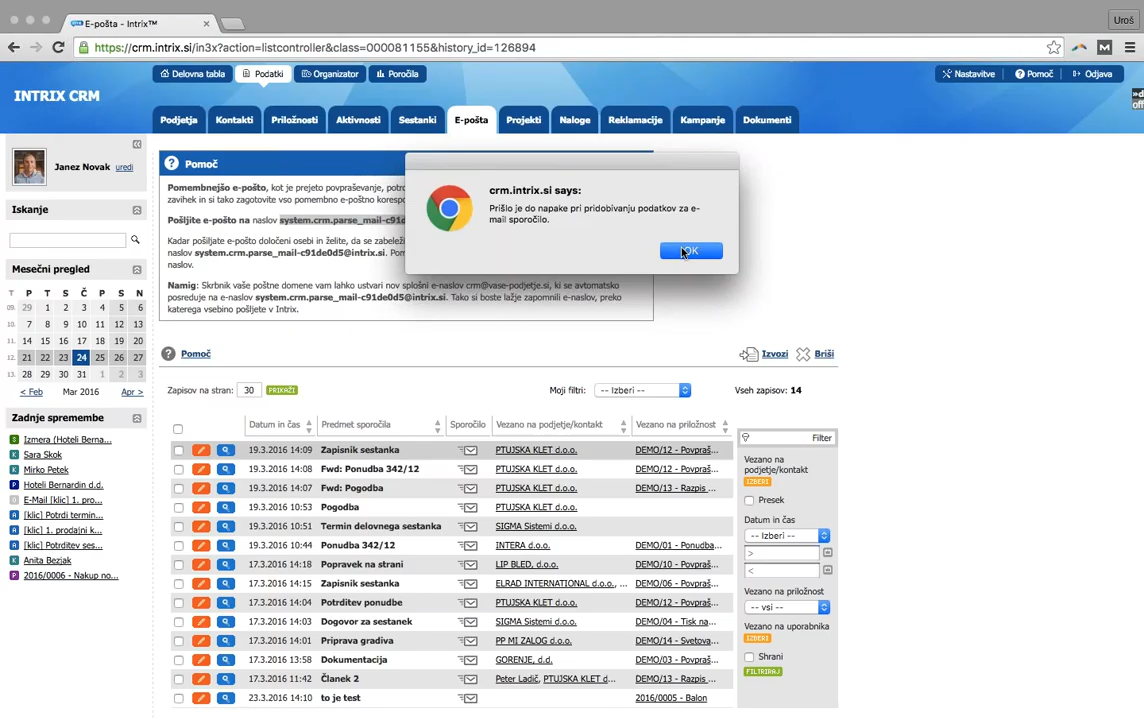 E-pošta - Intrix™
Uroš
https://crm.intrix.si/in3x?action=listcontroller&class=000081155&history_id=126894
Delovna tabla
Podatki
Organizator
Poročila
Nastavitve
Pomoč
Odjava
INTRIX CRM
Podjetja
Kontakti
Priložnosti
Aktivnosti
Sestanki
E-pošta
Projekti
Naloge
Reklamacije
Kampanje
Dokumenti
Janez Novak uredi
Iskanje
Mesečni pregled
T P T S Č P S N
09. 29 1 2 3 4 5 6
10. 7 8 9 10 11 12 13
11. 14 15 16 17 18 19 20
12. 21 22 23 24 25 26 27
13. 28 29 30 31 1 2 3
< Feb Mar 2016 Apr >
Zadnje spremembe
S Izmera (Hoteli Berna...
K Sara Skok
K Mirko Petek
P Hoteli Bernardin d.d.
E-Mail [klic] 1. pro...
A [klic] Potrdi termin...
A [klic] 1. prodajni k...
A [klic] Potrditev ses...
K Anita Bezjak
P 2016/0006 - Nakup no...
Pomoč
Pomembnejšo e-pošto, kot je prejeto povpraševanje, potrd
zavihek in si tako zagotovite vso pomembno e-poštno koresp
Pošljite e-pošto na naslov system.crm.parse_mail-c91d
Kadar pošiljate e-pošto določeni osebi in želite, da se zabelež
naslov system.crm.parse_mail-c91de0d5@intrix.si. Pom
naslov.
Namig: Skrbnik vaše poštne domene vam lahko ustvari nov splošni e-naslov crm@vase-podjetje.si, ki se avtomatsko
posreduje na e-naslov system.crm.parse_mail-c91de0d5@intrix.si. Tako si boste lažje zapomnili e-naslov, preko
katerega vsebino pošljete v Intrix.
crm.intrix.si says:
Prišlo je do napake pri pridobivanju podatkov za e-
mail sporočilo.
OK
Pomoč
Izvozi
Briši
Zapisov na stran: 30 PRIKAŽI
Moji filtri: -- Izberi --
Vseh zapisov: 14
Datum in čas Predmet sporočila Sporočilo Vezano na podjetje/kontakt Vezano na priložnost
19.3.2016 14:09 Zapisnik sestanka PTUJSKA KLET d.o.o. DEMO/12 - Povpraš...
19.3.2016 14:08 Fwd: Ponudba 342/12 PTUJSKA KLET d.o.o. DEMO/12 - Povpraš...
19.3.2016 14:07 Fwd: Pogodba PTUJSKA KLET d.o.o. DEMO/13 - Razpis ...
19.3.2016 10:53 Pogodba PTUJSKA KLET d.o.o.
19.3.2016 10:51 Termin delovnega sestanka SIGMA Sistemi d.o.o.
19.3.2016 10:44 Ponudba 342/12 INTERA d.o.o. DEMO/01 - Ponudba...
17.3.2016 14:18 Popravek na strani LIP BLED, d.o.o. DEMO/10 - Povpraš...
17.3.2016 14:15 Zapisnik sestanka ELRAD INTERNATIONAL d.o.o., ... DEMO/06 - Povpraš...
17.3.2016 14:04 Potrditev ponudbe PTUJSKA KLET d.o.o. DEMO/12 - Povpraš...
17.3.2016 14:03 Dogovor za sestanek SIGMA Sistemi d.o.o. DEMO/04 - Tisk na...
17.3.2016 14:01 Priprava gradiva PP MI ZALOG d.o.o. DEMO/14 - Svetova...
17.3.2016 13:58 Dokumentacija GORENJE, d.d. DEMO/03 - Povpraš...
17.3.2016 11:42 Članek 2 Peter Ladič, PTUJSKA KLET d... DEMO/13 - Razpis ...
23.3.2016 14:10 to je test 2016/0005 - Balon
Filter
Vezano na
podjetje/kontakt
IZBERI
Presek
Datum in čas
-- Izberi --
>
<
Vezano na priložnost
-- vsi --
Vezano na uporabnika
IZBERI
Shrani
FILTRIRAJ